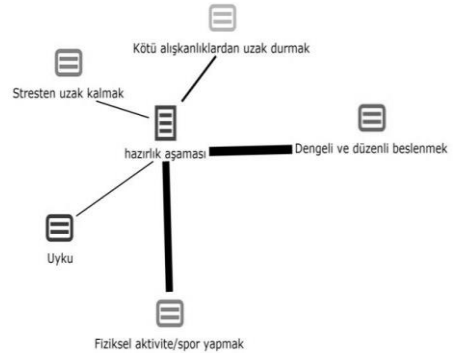 Kötü alışkanlıklardan uzak durmak
Stresten uzak kalmak
hazırlık aşaması
Dengeli ve düzenli beslenmek
Uyku
Fiziksel aktivite/spor yapmak